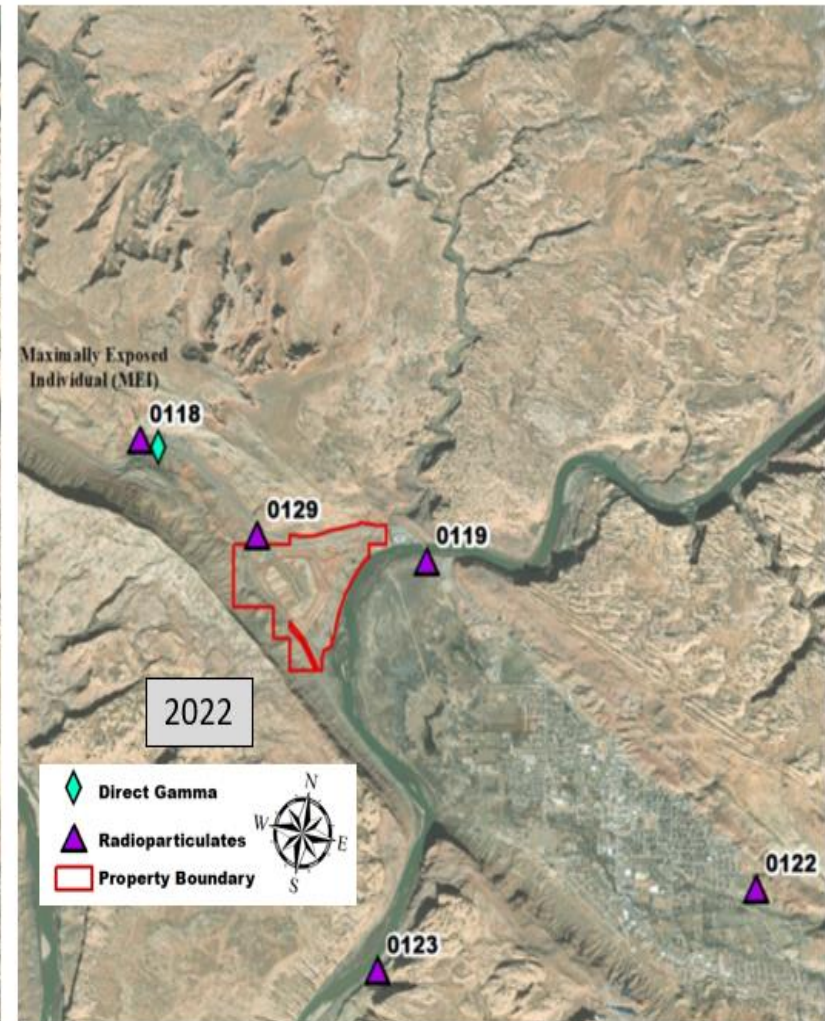 Maximally Exposed
Individual (MEI)
0118
0129
0119
2022
Direct Gamma
Radioparticulates
Property Boundary
N
W
E
S
0122
0123